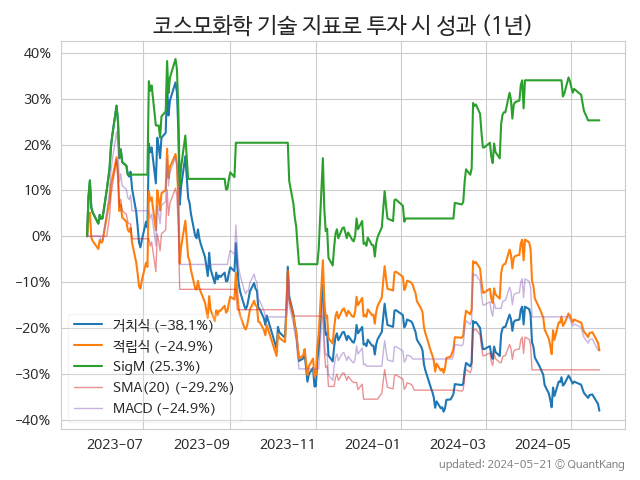 코스모화학 기술 지표로 투자 시 성과 (1년)
40%
30%
20%
10%
0%
−10%
−20%
−30%
−40%
거치식 (−38.1%)
적립식 (−24.9%)
SigM (25.3%)
SMA(20) (−29.2%)
MACD (−24.9%)
2023-07
2023-09
2023-11
2024-01
2024-03
2024-05
updated: 2024-05-21 © QuantKang